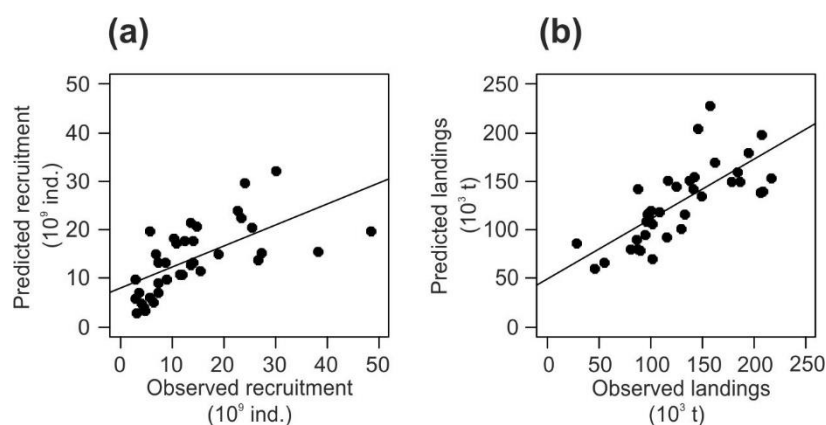 (a)
Predicted recruitment
(10⁹ ind.)
50
40
30
20
10
0
0 10 20 30 40 50
Observed recruitment
(10⁹ ind.)
(b)
Predicted landings
(10³ t)
250
200
150
100
50
0
0 50 100 150 200 250
Observed landings
(10³ t)